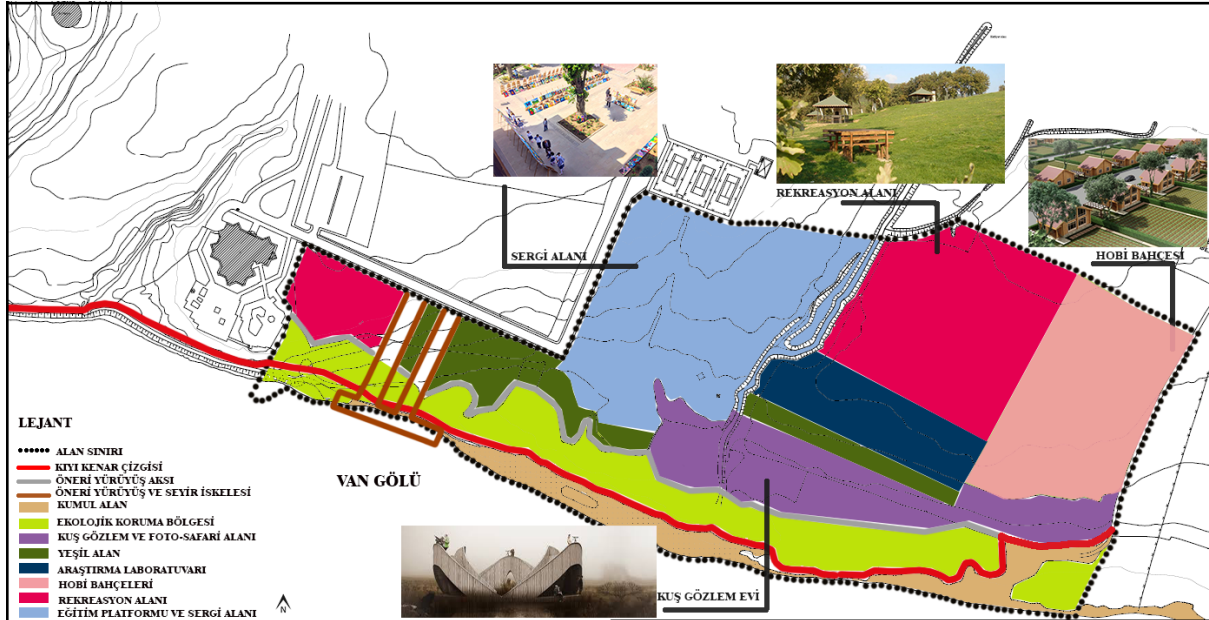 SERGİ ALANI
REKREASYON ALANI
HOBİ BAHÇESİ
VAN GÖLÜ
KUŞ GÖZLEM EVİ
LEJANT
ALAN SINIRI
KIYI KENAR ÇİZGİSİ
ÖNERİ YÜRÜYÜŞ AKSI
ÖNERİ YÜRÜYÜŞ VE SEYİR İSKELESİ
KUMUL ALAN
EKOLOJİK KORUMA BÖLGESİ
KUŞ GÖZLEM VE FOTO-SAFARİ ALANI
YEŞİL ALAN
ARAŞTIRMA LABORATUVARI
HOBİ BAHÇELERİ
REKREASYON ALANI
EĞİTİM PLATFORMU VE SERGİ ALANI
N